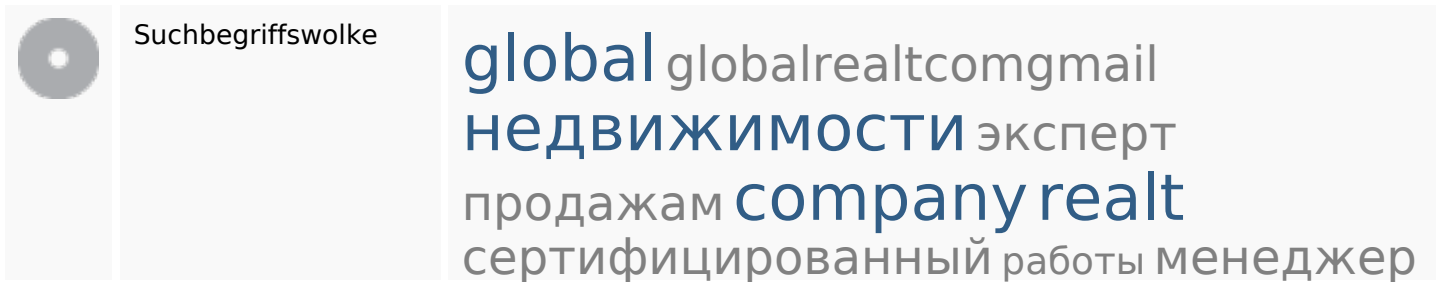 Suchbegriffswolke
global globalrealtcomgmail
недвижимости эксперт
продажам company realt
сертифицированный работы менеджер